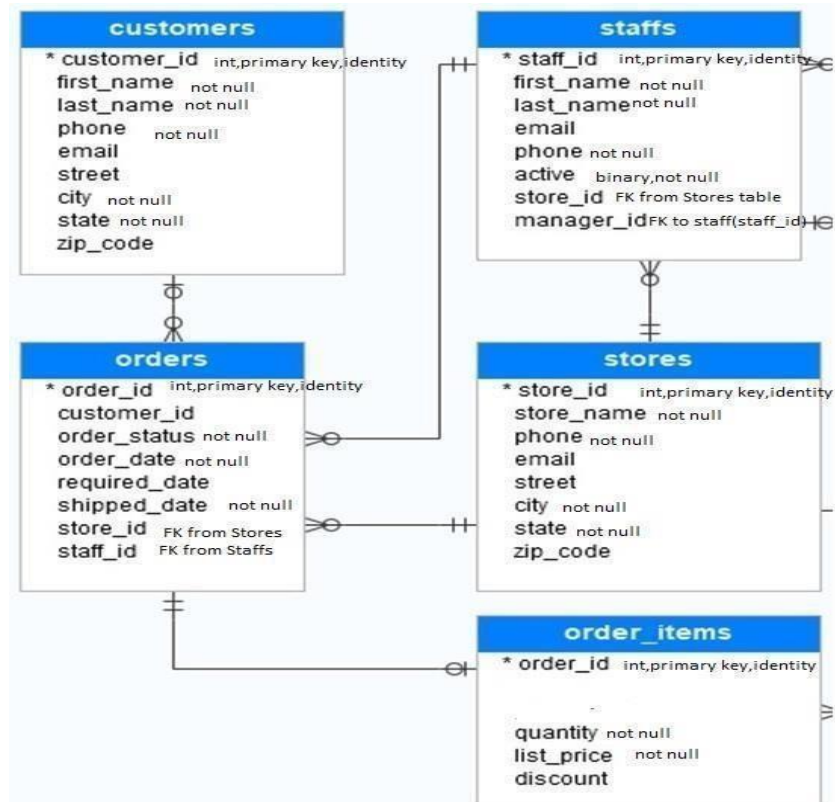 customers
* customer_id int,primary key,identity
first_name not null
last_name not null
phone not null
email
street
city not null
state not null
zip_code
staffs
* staff_id int,primary key,identity
first_name not null
last_name not null
email
phone not null
active binary,not null
store_id FK from Stores table
manager_id FK to staff(staff_id)
orders
* order_id int,primary key,identity
customer_id
order_status not null
order_date not null
required_date
shipped_date not null
store_id FK from Stores
staff_id FK from Staffs
stores
* store_id int,primary key,identity
store_name not null
phone not null
email
street
city not null
state not null
zip_code
order_items
* order_id int,primary key,identity
quantity not null
list_price not null
discount